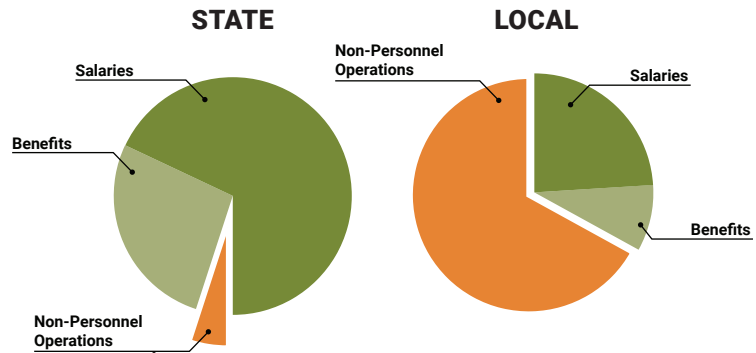 STATE
Salaries
Benefits
Non-Personnel
Operations
LOCAL
Non-Personnel
Operations
Salaries
Benefits